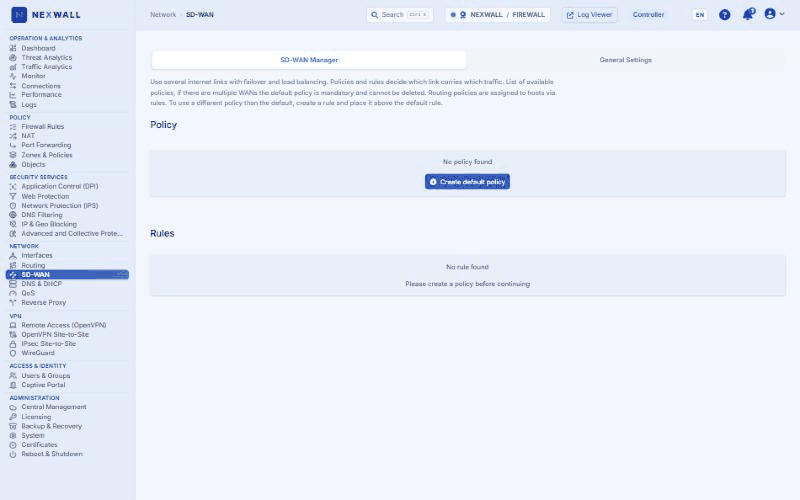 NEXWALL
Network SD-WAN
Search Ctrl K
NEXWALL / FIREWALL
Log Viewer
Controller
EN
OPERATION & ANALYTICS
Dashboard
Threat Analytics
Traffic Analytics
Monitor
Connections
Performance
Logs
POLICY
Firewall Rules
NAT
Port Forwarding
Zones & Policies
Objects
SECURITY SERVICES
Application Control (DPI)
Web Protection
Network Protection (IPS)
DNS Filtering
IP & Geo Blocking
Advanced and Collective Prote...
NETWORK
Interfaces
Routing
SD-WAN
DNS & DHCP
QoS
Reverse Proxy
VPN
Remote Access (OpenVPN)
OpenVPN Site-to-Site
IPsec Site-to-Site
WireGuard
ACCESS & IDENTITY
Users & Groups
Captive Portal
ADMINISTRATION
Central Management
Licensing
Backup & Recovery
System
Certificates
Reboot & Shutdown
SD-WAN Manager
General Settings
Use several internet links with failover and load balancing. Policies and rules decide which link carries which traffic. List of available
policies, if there are multiple WANs the default policy is mandatory and cannot be deleted. Routing policies are assigned to hosts via
rules. To use a different policy than the default, create a rule and place it above the default rule.
Policy
No policy found
Create default policy
Rules
No rule found
Please create a policy before continuing